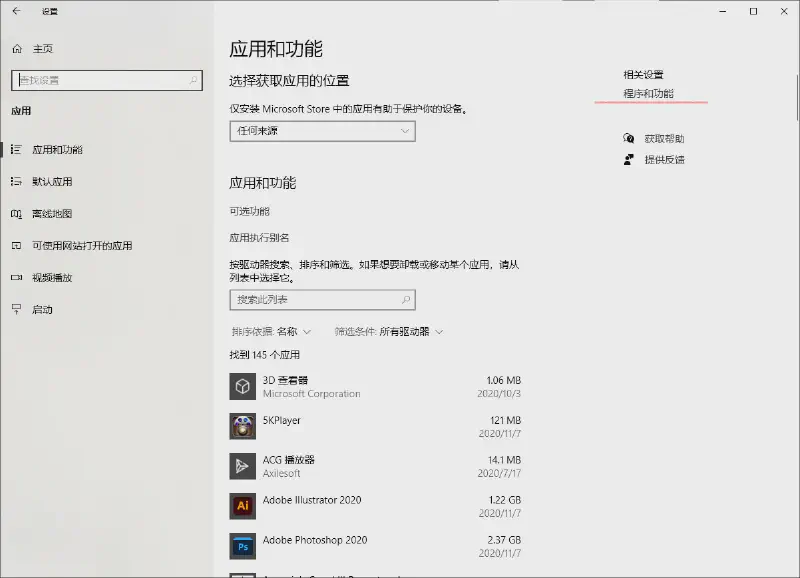 设置
主页
查找设置
应用
应用和功能
默认应用
离线地图
可使用网站打开的应用
视频播放
启动
应用和功能
选择获取应用的位置
仅安装 Microsoft Store 中的应用有助于保护你的设备。
任何来源
应用和功能
可选功能
应用执行别名
按驱动器搜索、排序和筛选。如果想要卸载或移动某个应用，请从
列表中选择它。
搜索此列表
排序依据: 名称 筛选条件: 所有驱动器
找到 145 个应用
3D 查看器 1.06 MB
Microsoft Corporation 2020/10/3
5KPlayer 121 MB
2020/11/7
ACG 播放器 14.1 MB
Axilesoft 2020/7/17
Ai Adobe Illustrator 2020 1.22 GB
2020/11/7
Ps Adobe Photoshop 2020 2.37 GB
2020/11/7
相关设置
程序和功能
获取帮助
提供反馈